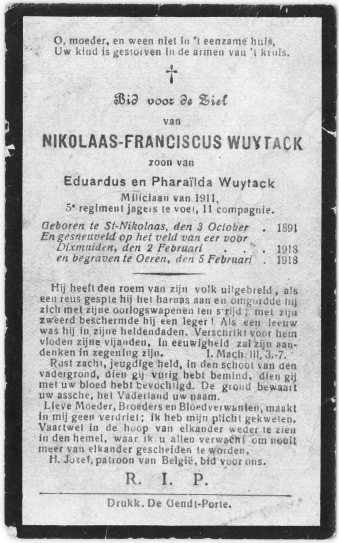 O, moeder, en ween niet in 't eenzame huis,
Uw kind is gestorven in de armen van 't kruis.
Bid voor de Ziel
van
NIKOLAAS-FRANCISCUS WUYTACK
zoon van
Eduardus en Pharaïlda Wuytack
Miliciaan van 1911,
5e regiment jagers te voet, 11 compagnie.
Geboren te St-Nikolaas, den 3 October . 1891
En gesneuveld op het veld van eer voor
Dixmuiden, den 2 Februari . . . 1918
en begraven te Oeren, den 5 Februari . 1918
Hij heeft den roem van zijn volk uitgebreid, als
een reus gespte hij het harnas aan en omgordde hij
zich met zijne oorlogswapenen ten strijd; met zijn
zweerd beschermde hij een leger! Als een leeuw
was hij in zijne heldendaden. Verschrikt voor hem
vloden zijne vijanden, In eeuwigheid zal zijn aan-
denken in zegening zijn. I. Mach. III, 3.-7.
Rust zacht, jeugdige held, in den schoot van den
vadergrond, dien gij vurig hebt bemind, dien gij
met uw bloed hebt bevochtigd. De grond bewaart
uw assche, het Vaderland uw naam.
Lieve Moeder, Broeders en Bloedverwanten, maakt
in mij geen verdriet; ik heb mijn plicht gekweten.
Vaartwel in de hoop van elkander weder te zien
in den hemel, waar ik u allen verwacht om nooit
meer van elkander gescheiden te worden.
H. Jozef, patroon van België, bid voor ons.
R. I. P.
Drukk. De Gendt-Porte.